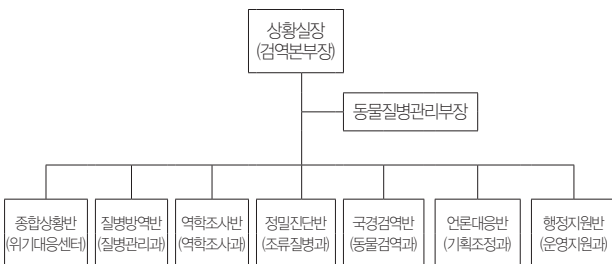 상황실장
(검역본부장)
동물질병관리부장
종합상황반
(위기대응센터)
질병방역반
(질병관리과)
역학조사반
(역학조사과)
정밀진단반
(조류질병과)
국경검역반
(동물검역과)
언론대응반
(기획조정과)
행정지원반
(운영지원과)